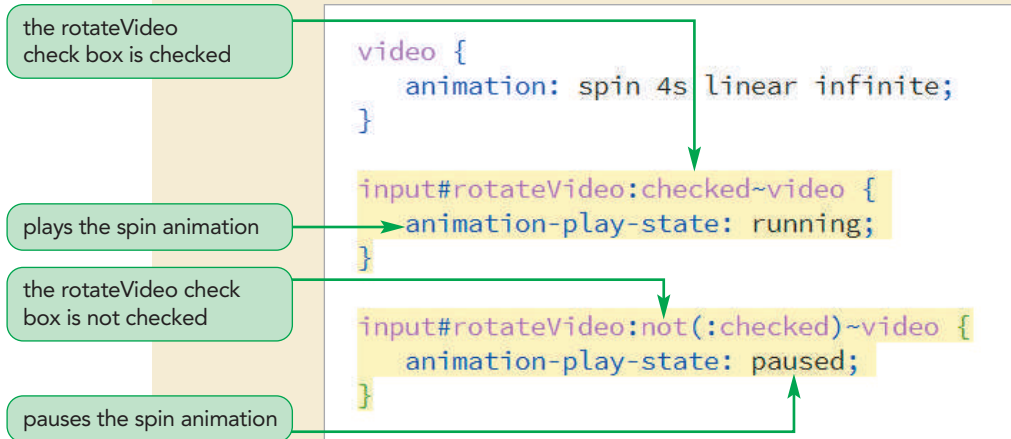 the rotateVideo
check box is checked
video {
animation: spin 4s linear infinite;
}
input#rotateVideo:checked~video {
plays the spin animation
animation-play-state: running;
}
the rotateVideo check
box is not checked
input#rotateVideo:not(:checked)~video {
animation-play-state: paused;
}
pauses the spin animation